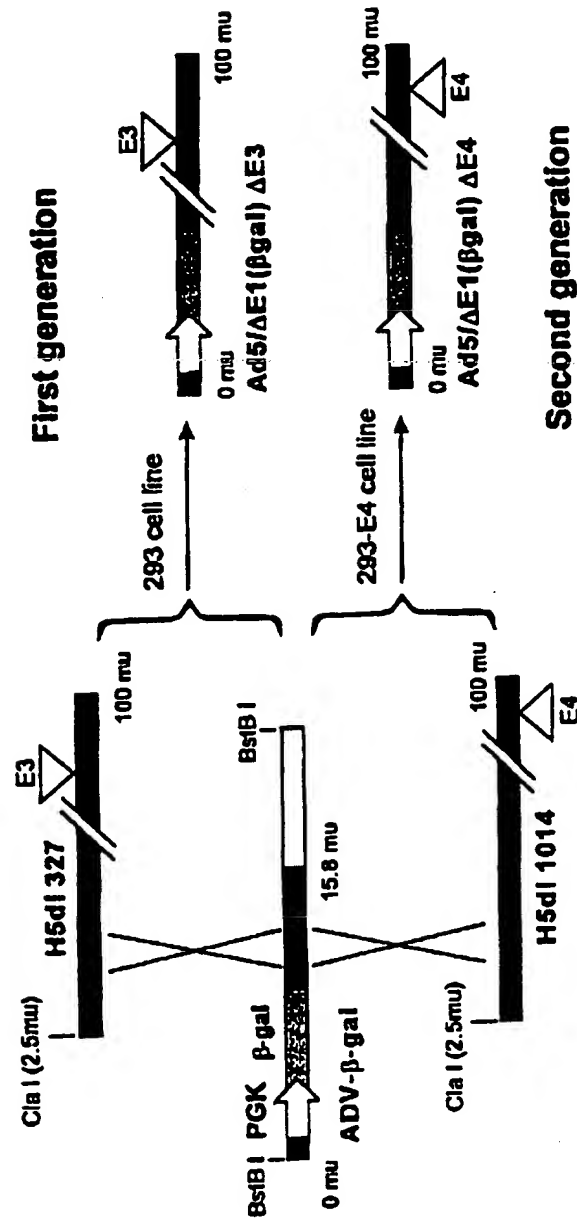 First generation
Cla I (2.5mu)
H5dl 327
E3
100 mu
293 cell line
0 mu
E3
100 mu
Ad5/ΔE1(βgal) ΔE3
BstB I
PGK
β-gal
BstB I
0 mu
ADV-β-gal
15.8 mu
Cla I (2.5mu)
H5dl 1014
E4
100 mu
293-E4 cell line
0 mu
100 mu
E4
Ad5/ΔE1(βgal) ΔE4
Second generation